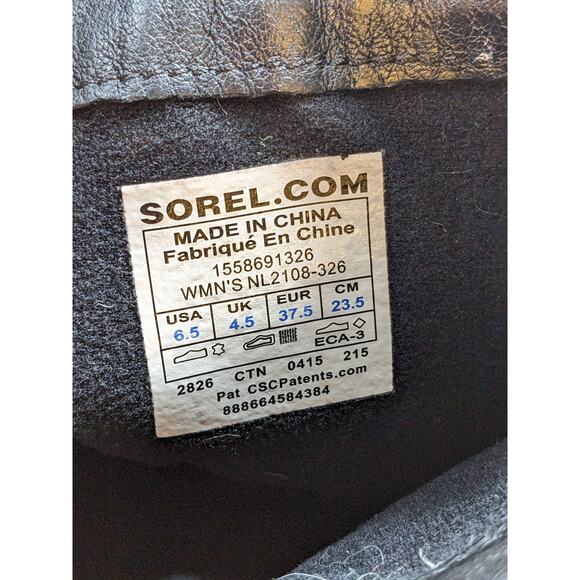 SOREL.COM
MADE IN CHINA
Fabriqué En Chine
1558691326
WMN'S NL2108-326
USA UK EUR CM
6.5 4.5 37.5 23.5
ECA-3
2826 CTN 0415 215
Pat CSCPatents.com
888664584384